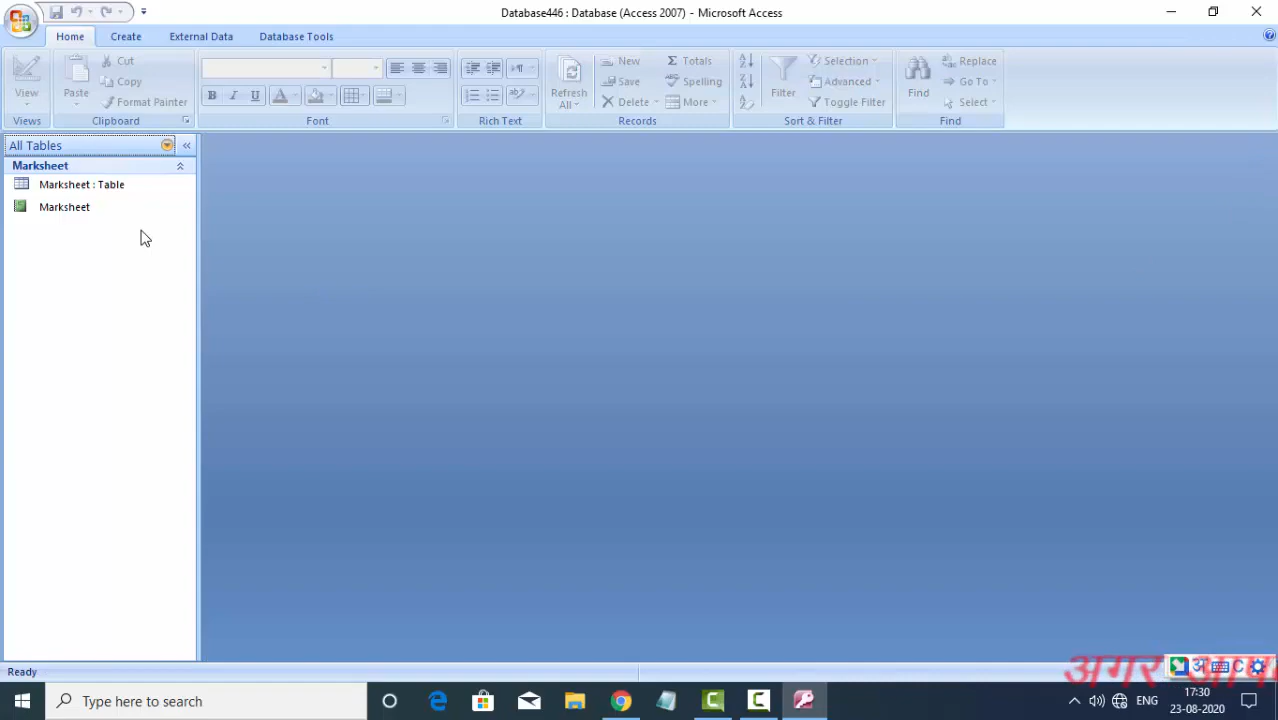 Database446 : Database (Access 2007) - Microsoft Access
Home Create External Data Database Tools
View
Views
Paste
Cut
Copy
Format Painter
Clipboard
B I U A
Font
Rich Text
Refresh All
New
Save
Delete
Totals
Spelling
More
Records
Filter
Selection
Advanced
Toggle Filter
Sort & Filter
Find
Replace
Go To
Select
Find
All Tables
Marksheet
Marksheet : Table
Marksheet
Ready
अगर आप
Type here to search
ENG
17:30
23-08-2020